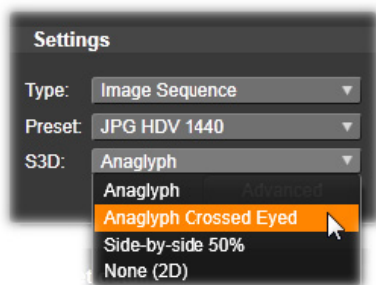 Settings
Type: Image Sequence
Preset: JPG HDV 1440
S3D: Anaglyph
Anaglyph
Advanced
Anaglyph Crossed Eyed
Side-by-side 50%
None (2D)